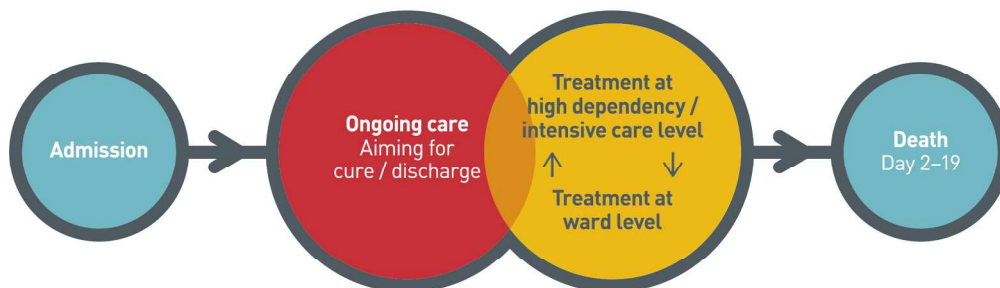 Admission
Ongoing care
Aiming for
cure / discharge
Treatment at
high dependency /
intensive care level
Treatment at
ward level
Death
Day 2–19